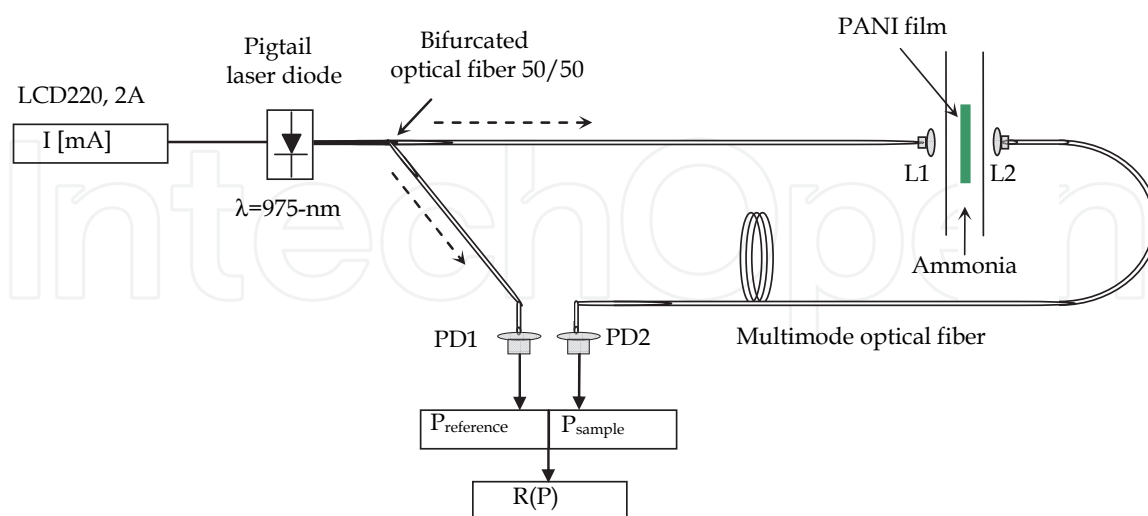 PANI film
Bifurcated
optical fiber 50/50
Pigtail
laser diode
LCD220, 2A
I [mA]
L1
L2
λ=975-nm
Ammonia
PD1
PD2
Multimode optical fiber
Preference
Psample
R(P)
IntechOpen